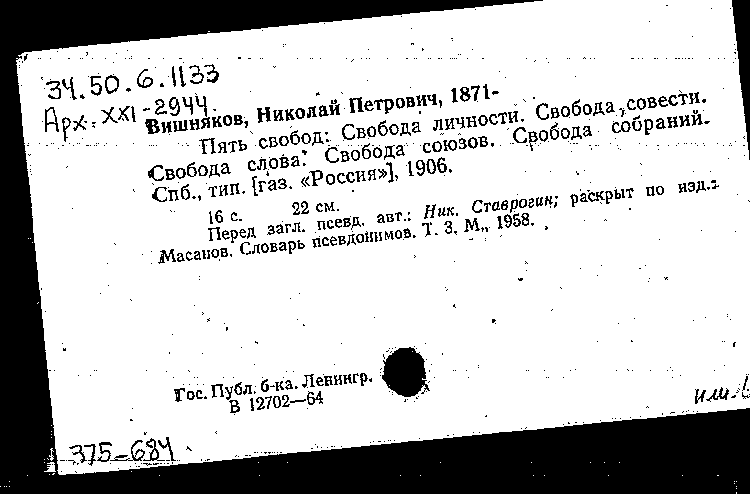 34.50.6.1133
Арх. XXI-2944.
Вишняков, Николай Петрович, 1871-
Пять свобод: Свобода личности. Свобода совести.
Свобода слова. Свобода союзов. Свобода собраний.
Спб., тип. [газ. «Россия»], 1906.
16 с. 22 см.
Перед загл. псевд. авт.: Ник. Ставрогин; раскрыт по изд.:
Масанов. Словарь псевдонимов. Т. 3. М., 1958.
Гос. Публ. б-ка. Ленингр.
В 12702—64
375-684